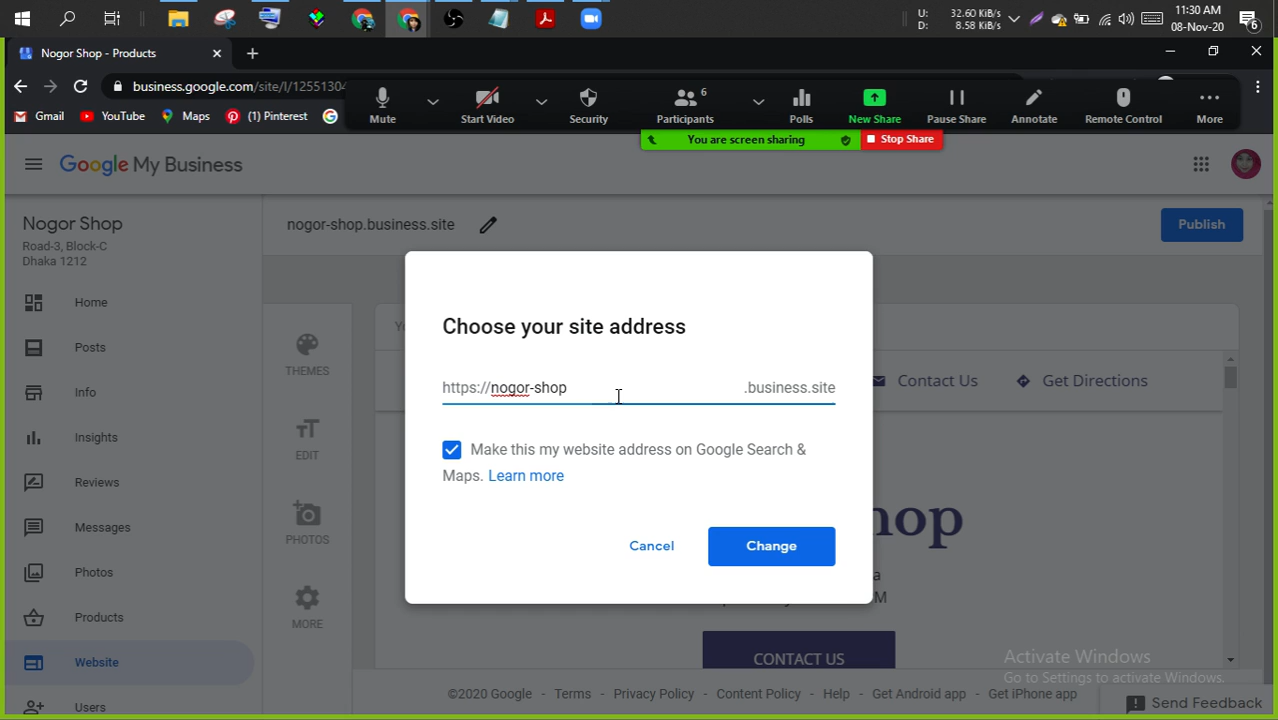 U: 32.60 KiB/s
D: 8.58 KiB/s
11:30 AM
08-Nov-20
6
Nogor Shop - Products
business.google.com/site/l/12551304
Gmail
YouTube
Maps
(1) Pinterest
Mute
Start Video
Security
Participants
6
Polls
New Share
Pause Share
Annotate
Remote Control
More
You are screen sharing
Stop Share
Google My Business
Nogor Shop
Road-3, Block-C
Dhaka 1212
Home
Posts
Info
Insights
Reviews
Messages
Photos
Products
Website
Users
nogor-shop.business.site
Publish
THEMES
EDIT
PHOTOS
MORE
Contact Us
Get Directions
Choose your site address
https://nogor-shop .business.site
Make this my website address on Google Search &
Maps. Learn more
Cancel
Change
hop
a
M
CONTACT US
Activate Windows
Go to Settings to activate Windows.
©2020 Google - Terms - Privacy Policy - Content Policy - Help - Get Android app - Get iPhone app
Send Feedback